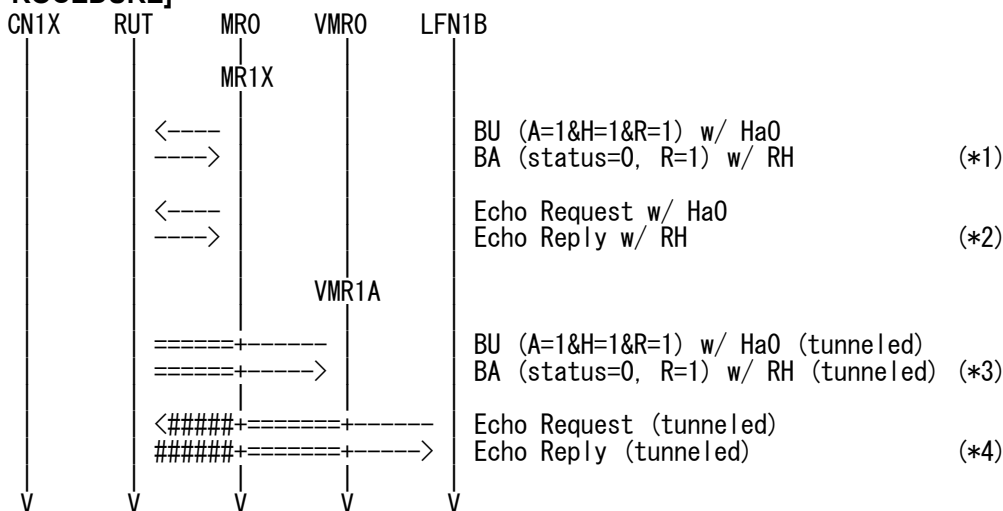 CN1X RUT MR0 VMR0 LFN1B
MR1X
<---- BU (A=1&H=1&R=1) w/ HaO
----> BA (status=0, R=1) w/ RH (*1)
<---- Echo Request w/ HaO
----> Echo Reply w/ RH (*2)
VMR1A
======+------ BU (A=1&H=1&R=1) w/ HaO (tunneled)
======+-----> BA (status=0, R=1) w/ RH (tunneled) (*3)
<#####+=======+------ Echo Request (tunneled)
######+=======+-----> Echo Reply (tunneled) (*4)
V V V V V